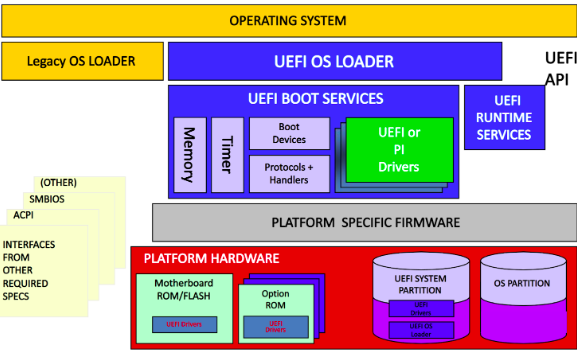 OPERATING SYSTEM
Legacy OS LOADER
UEFI OS LOADER
UEFI
API
UEFI BOOT SERVICES
UEFI
RUNTIME
SERVICES
Memory
Timer
Boot
Devices
Protocols +
Handlers
UEFI or
PI
Drivers
(OTHER)
SMBIOS
ACPI
INTERFACES
FROM
OTHER
REQUIRED
SPECS
PLATFORM SPECIFIC FIRMWARE
PLATFORM HARDWARE
Motherboard
ROM/FLASH
UEFI Drivers
Option
ROM
UEFI
Drivers
UEFI SYSTEM
PARTITION
UEFI
Drivers
UEFI OS
Loader
OS PARTITION